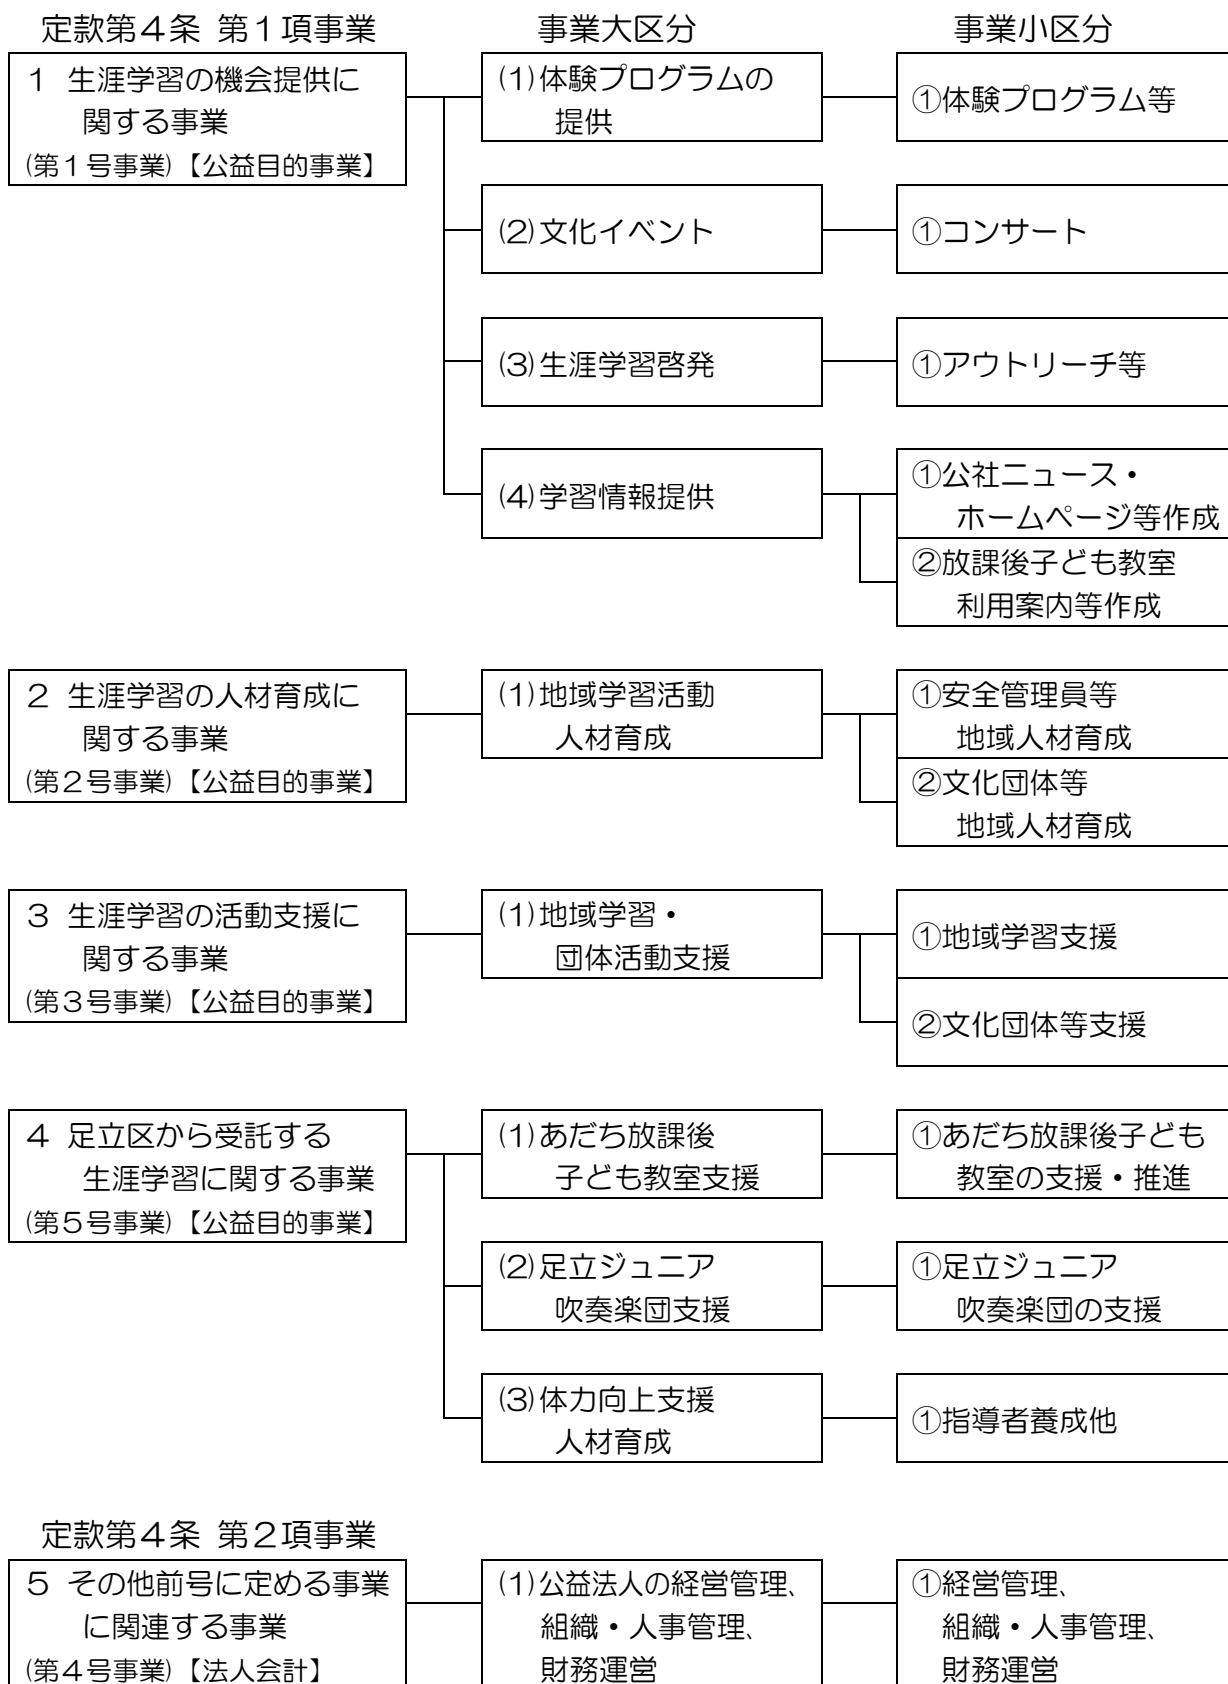 定款第４条 第１項事業
事業大区分
事業小区分
１ 生涯学習の機会提供に
関する事業
(第１号事業)【公益目的事業】
(1)体験プログラムの
提供
①体験プログラム等
(2)文化イベント
①コンサート
(3)生涯学習啓発
①アウトリーチ等
(4)学習情報提供
①公社ニュース・
ホームページ等作成
②放課後子ども教室
利用案内等作成
２ 生涯学習の人材育成に
関する事業
(第２号事業)【公益目的事業】
(1)地域学習活動
人材育成
①安全管理員等
地域人材育成
②文化団体等
地域人材育成
３ 生涯学習の活動支援に
関する事業
(第３号事業)【公益目的事業】
(1)地域学習・
団体活動支援
①地域学習支援
②文化団体等支援
４ 足立区から受託する
生涯学習に関する事業
(第５号事業)【公益目的事業】
(1)あだち放課後
子ども教室支援
①あだち放課後子ども
教室の支援・推進
(2)足立ジュニア
吹奏楽団支援
①足立ジュニア
吹奏楽団の支援
(3)体力向上支援
人材育成
①指導者養成他
定款第４条 第２項事業
５ その他前号に定める事業
に関連する事業
(第４号事業)【法人会計】
(1)公益法人の経営管理、
組織・人事管理、
財務運営
①経営管理、
組織・人事管理、
財務運営